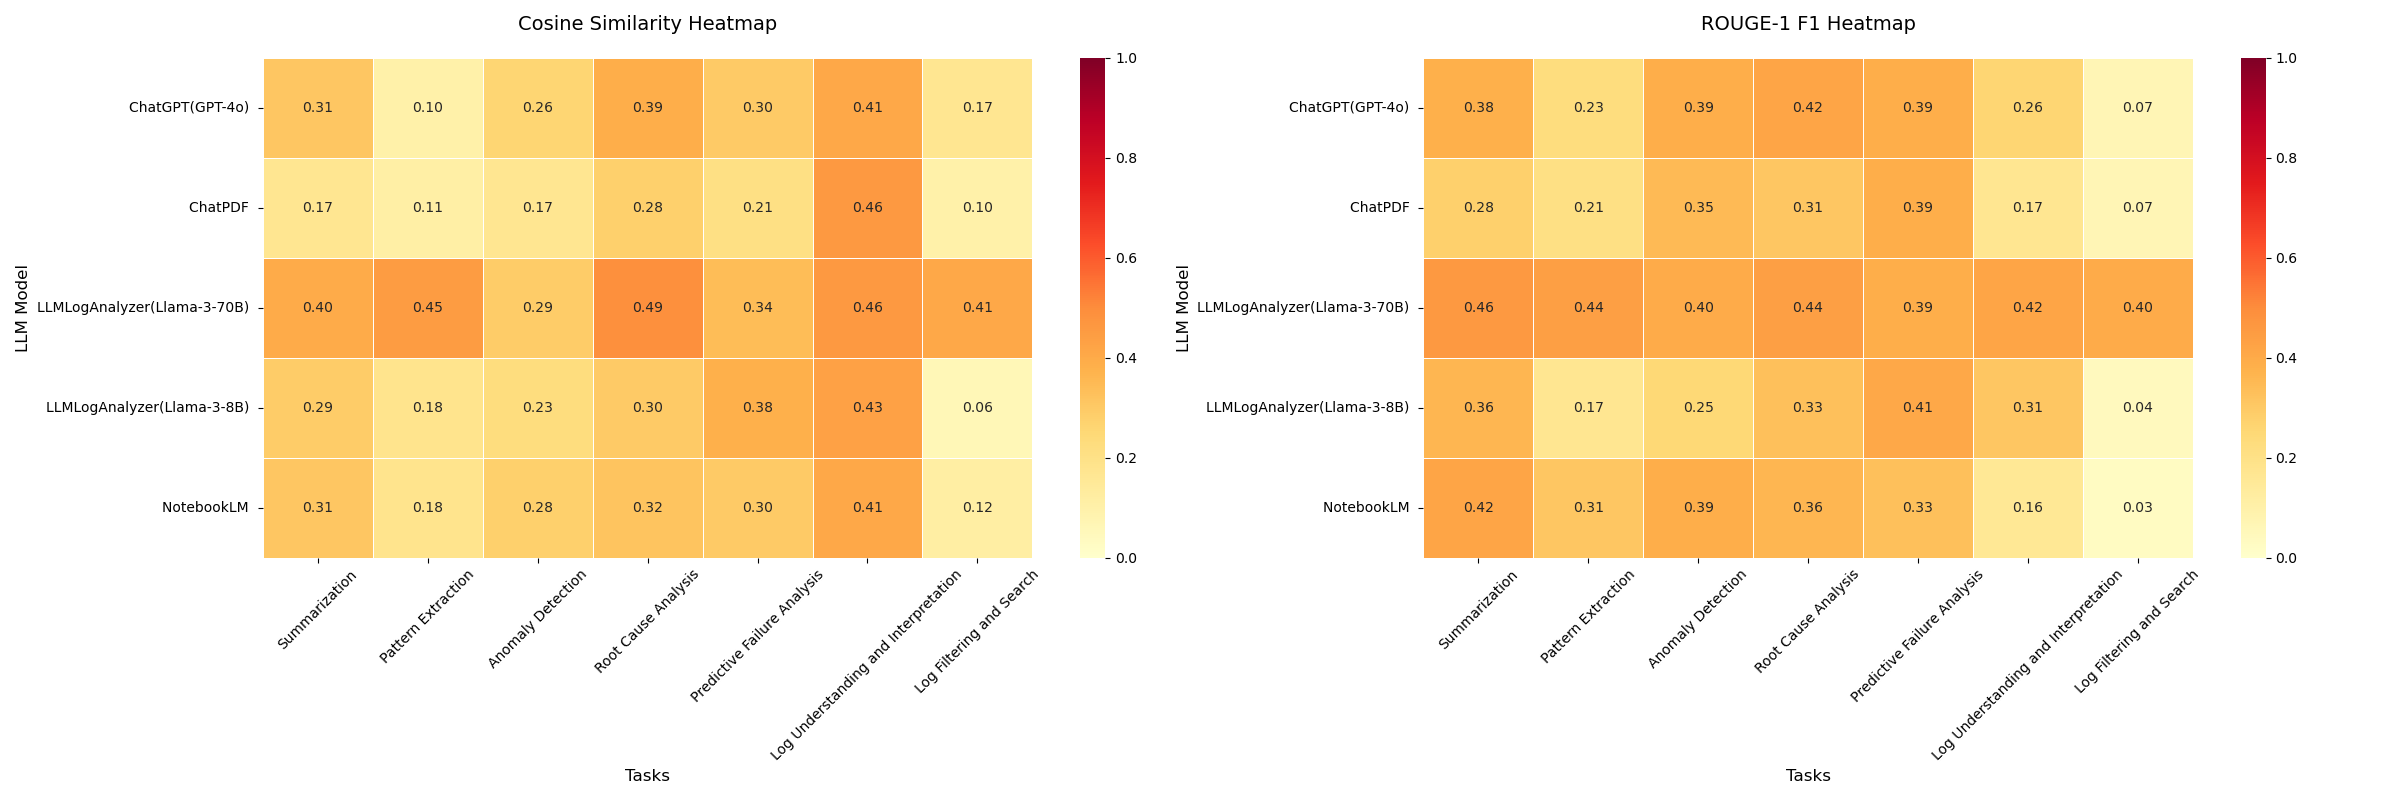 Cosine Similarity Heatmap
LLM Model
ChatGPT(GPT-4o) 0.31 0.10 0.26 0.39 0.30 0.41 0.17
ChatPDF 0.17 0.11 0.17 0.28 0.21 0.46 0.10
LLMLogAnalyzer(Llama-3-70B) 0.40 0.45 0.29 0.49 0.34 0.46 0.41
LLMLogAnalyzer(Llama-3-8B) 0.29 0.18 0.23 0.30 0.38 0.43 0.06
NotebookLM 0.31 0.18 0.28 0.32 0.30 0.41 0.12
Summarization
Pattern Extraction
Anomaly Detection
Root Cause Analysis
Predictive Failure Analysis
Log Understanding and Interpretation
Log Filtering and Search
Tasks
1.0
0.8
0.6
0.4
0.2
0.0
ROUGE-1 F1 Heatmap
LLM Model
ChatGPT(GPT-4o) 0.38 0.23 0.39 0.42 0.39 0.26 0.07
ChatPDF 0.28 0.21 0.35 0.31 0.39 0.17 0.07
LLMLogAnalyzer(Llama-3-70B) 0.46 0.44 0.40 0.44 0.39 0.42 0.40
LLMLogAnalyzer(Llama-3-8B) 0.36 0.17 0.25 0.33 0.41 0.31 0.04
NotebookLM 0.42 0.31 0.39 0.36 0.33 0.16 0.03
Summarization
Pattern Extraction
Anomaly Detection
Root Cause Analysis
Predictive Failure Analysis
Log Understanding and Interpretation
Log Filtering and Search
Tasks
1.0
0.8
0.6
0.4
0.2
0.0